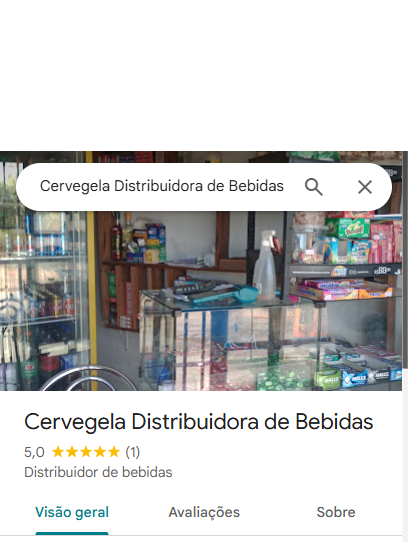 Cervegela Distribuidora de Bebidas
Cervegela Distribuidora de Bebidas
5,0 ★★★★★ (1)
Distribuidor de bebidas
Visão geral Avaliações Sobre